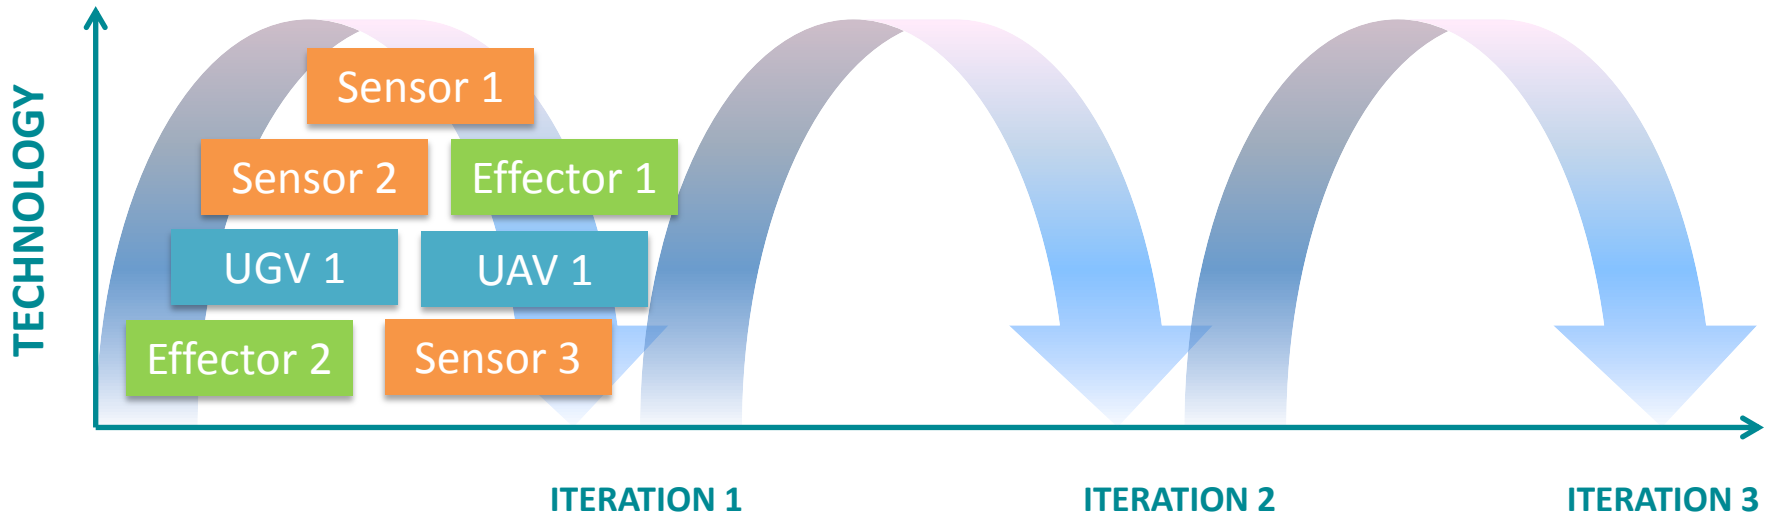 TECHNOLOGY
Sensor 1
Sensor 2
Effector 1
UGV 1
UAV 1
Effector 2
Sensor 3
ITERATION 1
ITERATION 2
ITERATION 3